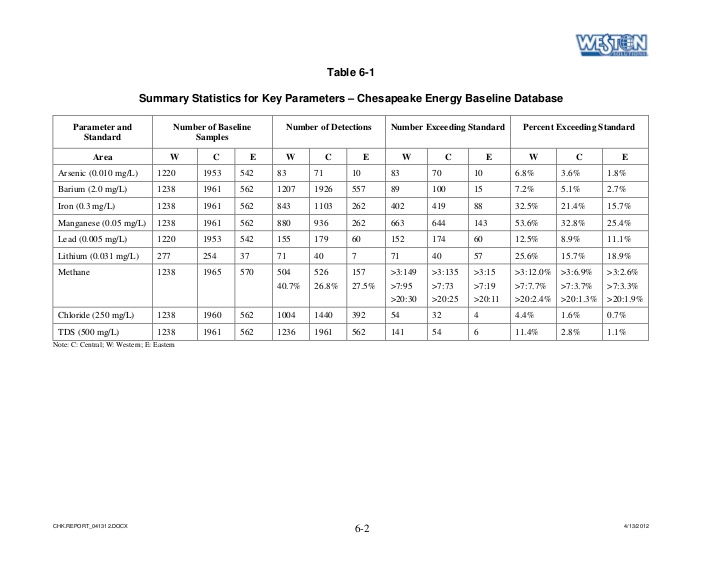 WESTON
SOLUTIONS
Table 6-1
Summary Statistics for Key Parameters – Chesapeake Energy Baseline Database
Parameter and Standard Number of Baseline Samples Number of Detections Number Exceeding Standard Percent Exceeding Standard
Area W C E W C E W C E W C E
Arsenic (0.010 mg/L) 1220 1953 542 83 71 10 83 70 10 6.8% 3.6% 1.8%
Barium (2.0 mg/L) 1238 1961 562 1207 1926 557 89 100 15 7.2% 5.1% 2.7%
Iron (0.3 mg/L) 1238 1961 562 843 1103 262 402 419 88 32.5% 21.4% 15.7%
Manganese (0.05 mg/L) 1238 1961 562 880 936 262 663 644 143 53.6% 32.8% 25.4%
Lead (0.005 mg/L) 1220 1953 542 155 179 60 152 174 60 12.5% 8.9% 11.1%
Lithium (0.031 mg/L) 277 254 37 71 40 7 71 40 57 25.6% 15.7% 18.9%
Methane 1238 1965 570 504 526 157 >3:149 >3:135 >3:15 >3:12.0% >3:6.9% >3:2.6%
40.7% 26.8% 27.5% >7:95 >7:73 >7:19 >7:7.7% >7:3.7% >7:3.3%
>20:30 >20:25 >20:11 >20:2.4% >20:1.3% >20:1.9%
Chloride (250 mg/L) 1238 1960 562 1004 1440 392 54 32 4 4.4% 1.6% 0.7%
TDS (500 mg/L) 1238 1961 562 1236 1961 562 141 54 6 11.4% 2.8% 1.1%
Note: C: Central; W: Western; E: Eastern
CHK.REPORT_041312.DOCX 6-2 4/13/2012